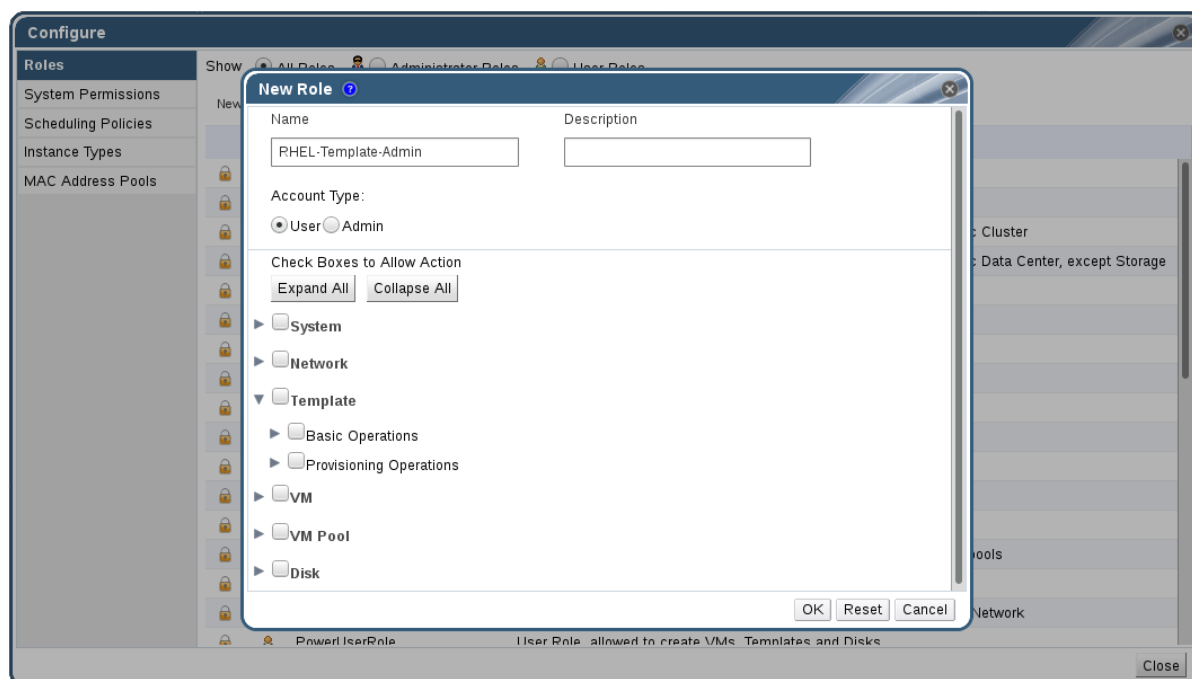 Configure
Roles
System Permissions
Scheduling Policies
Instance Types
MAC Address Pools
Show All Roles Administrator Roles User Roles
New
New Role ?
Name Description
RHEL-Template-Admin
Account Type:
User Admin
Check Boxes to Allow Action
Expand All Collapse All
System
Network
Template
Basic Operations
Provisioning Operations
VM
VM Pool
Disk
OK Reset Cancel
Cluster
Data Center, except Storage
Network
PowerUserRole User Role, allowed to create VMs, Templates and Disks
Close